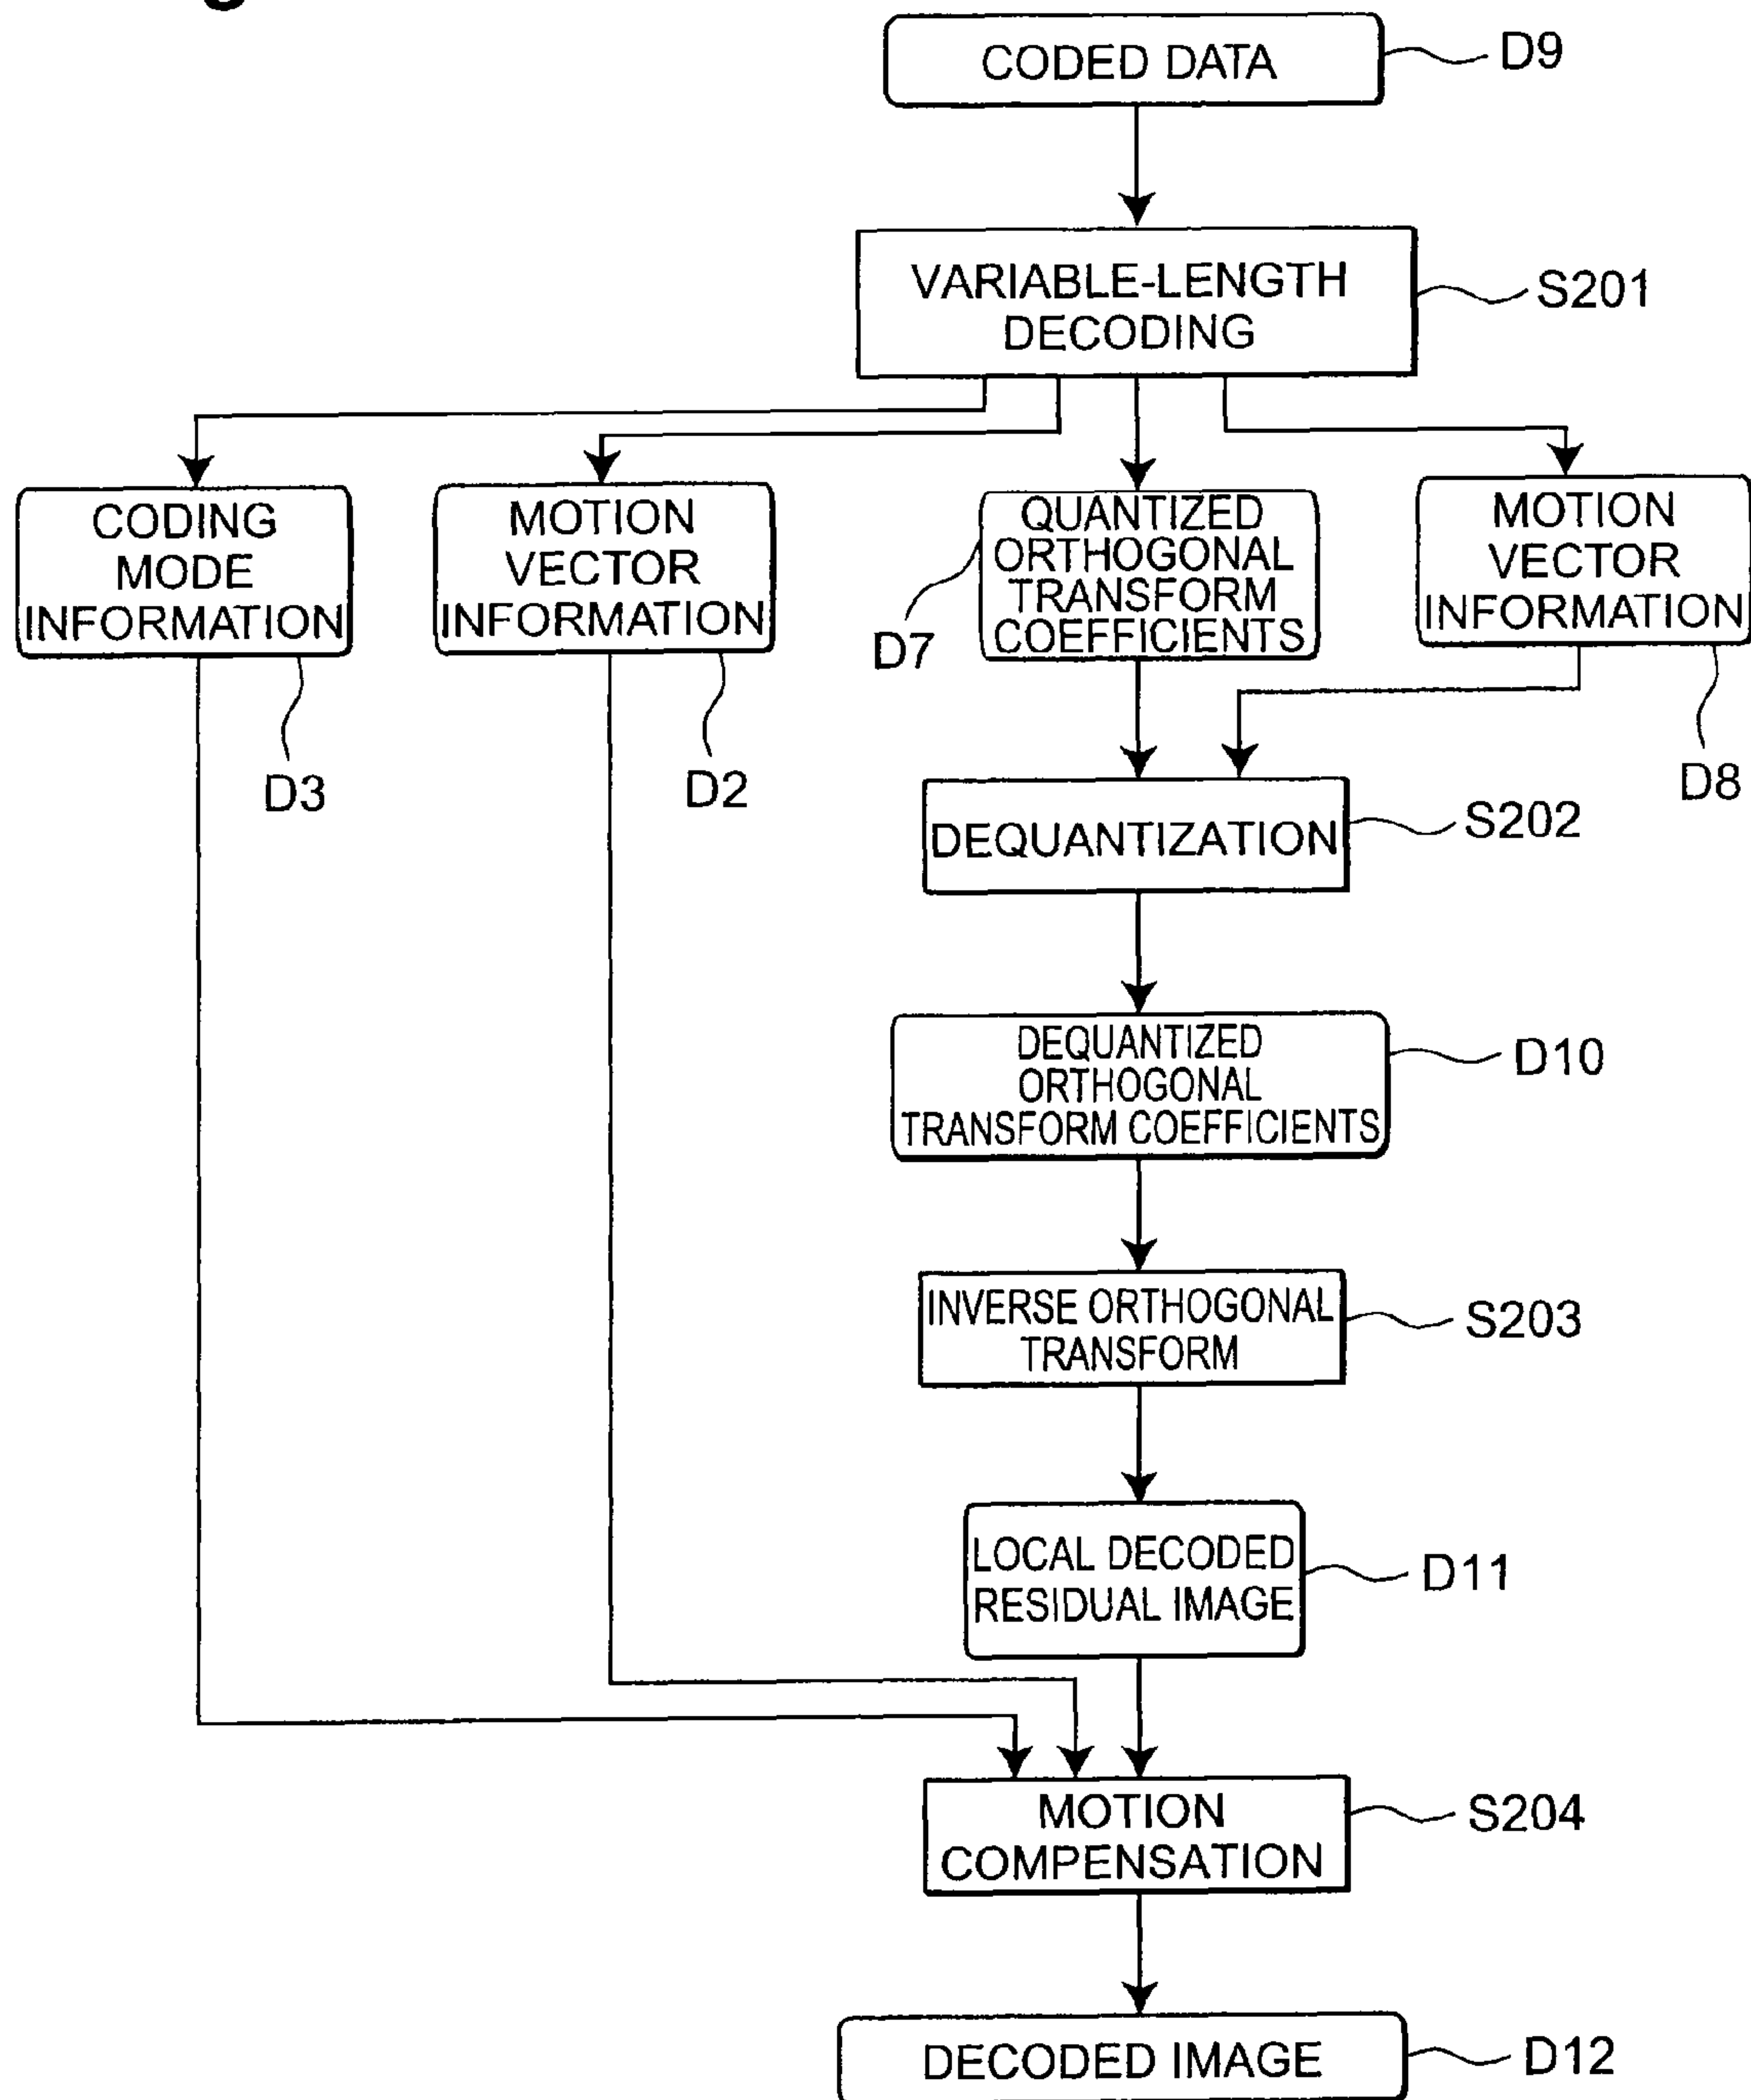 CODED DATA
D9
VARIABLE-LENGTH
DECODING
S201
CODING
MODE
INFORMATION
D3
MOTION
VECTOR
INFORMATION
D2
QUANTIZED
ORTHOGONAL
TRANSFORM
COEFFICIENTS
D7
MOTION
VECTOR
INFORMATION
D8
DEQUANTIZATION
S202
DEQUANTIZED
ORTHOGONAL
TRANSFORM COEFFICIENTS
D10
INVERSE ORTHOGONAL
TRANSFORM
S203
LOCAL DECODED
RESIDUAL IMAGE
D11
MOTION
COMPENSATION
S204
DECODED IMAGE
D12